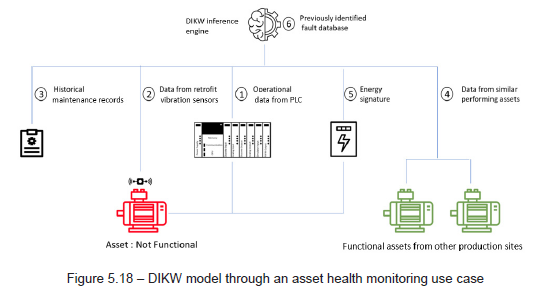 DIKW inference
engine
6
Previously identified
fault database
3
Historical
maintenance records
2
Data from retrofit
vibration sensors
1
Operational
data from PLC
5
Energy
signature
4
Data from similar
performing assets
Asset : Not Functional
Functional assets from other production sites
Figure 5.18 – DIKW model through an asset health monitoring use case